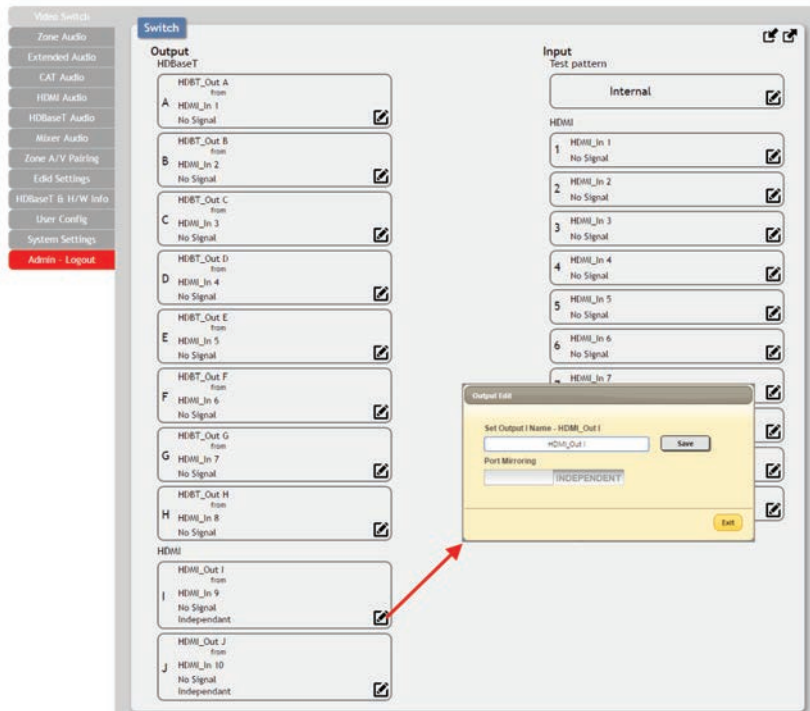 Video Switch
Zone Audio
Extended Audio
CAT Audio
HDMI Audio
HDBaseT Audio
Mixer Audio
Zone A/V Pairing
Edid Settings
HDBaseT & H/W Info
User Config
System Settings
Admin - Logout
Switch
Output
HDBaseT
HDBT_Out A
from
A
HDMI_In 1
No Signal
HDBT_Out B
from
B
HDMI_In 2
No Signal
HDBT_Out C
from
C
HDMI_In 3
No Signal
HDBT_Out D
from
D
HDMI_In 4
No Signal
HDBT_Out E
from
E
HDMI_In 5
No Signal
HDBT_Out F
from
F
HDMI_In 6
No Signal
HDBT_Out G
from
G
HDMI_In 7
No Signal
HDBT_Out H
from
H
HDMI_In 8
No Signal
HDMI
HDMI_Out I
from
I
HDMI_In 9
No Signal
Independant
HDMI_Out J
from
J
HDMI_In 10
No Signal
Independant
Input
Test pattern
Internal
HDMI
1 HDMI_In 1
No Signal
2 HDMI_In 2
No Signal
3 HDMI_In 3
No Signal
4 HDMI_In 4
No Signal
5 HDMI_In 5
No Signal
6 HDMI_In 6
No Signal
HDMI_In 7
Output Edit
Set Output I Name - HDMI_Out I
HDMI_Out I
Save
Port Mirroring
INDEPENDENT
Exit